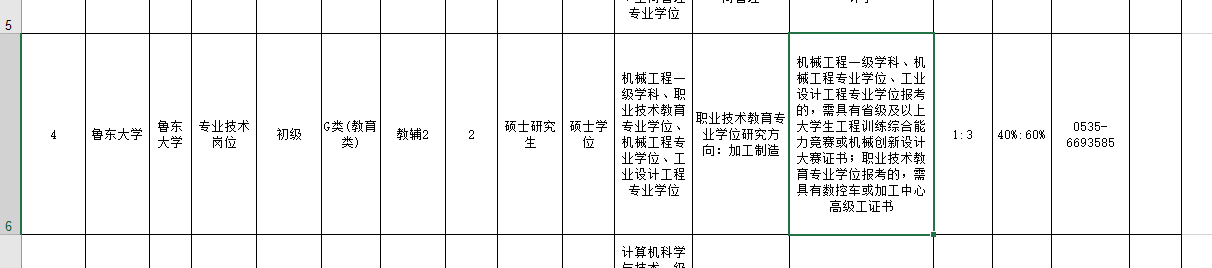 专业学位
5
4
鲁东大学
鲁东
大学
专业技术
岗位
初级
G类(教育
类)
教辅2
2
硕士研究
生
硕士学
位
机械工程一
级学科、职
业技术教育
专业学位、
机械工程专
业学位、工
业设计工程
专业学位
职业技术教育专
业学位研究方
向：加工制造
机械工程一级学科、机
械工程专业学位、工业
设计工程专业学位报考
的，需具有省级及以上
大学生工程训练综合能
力竞赛或机械创新设计
大赛证书；职业技术教
育专业学位报考的，需
具有数控车或加工中心
高级工证书
1:3
40%:60%
0535-
6693585
6
计算机科学